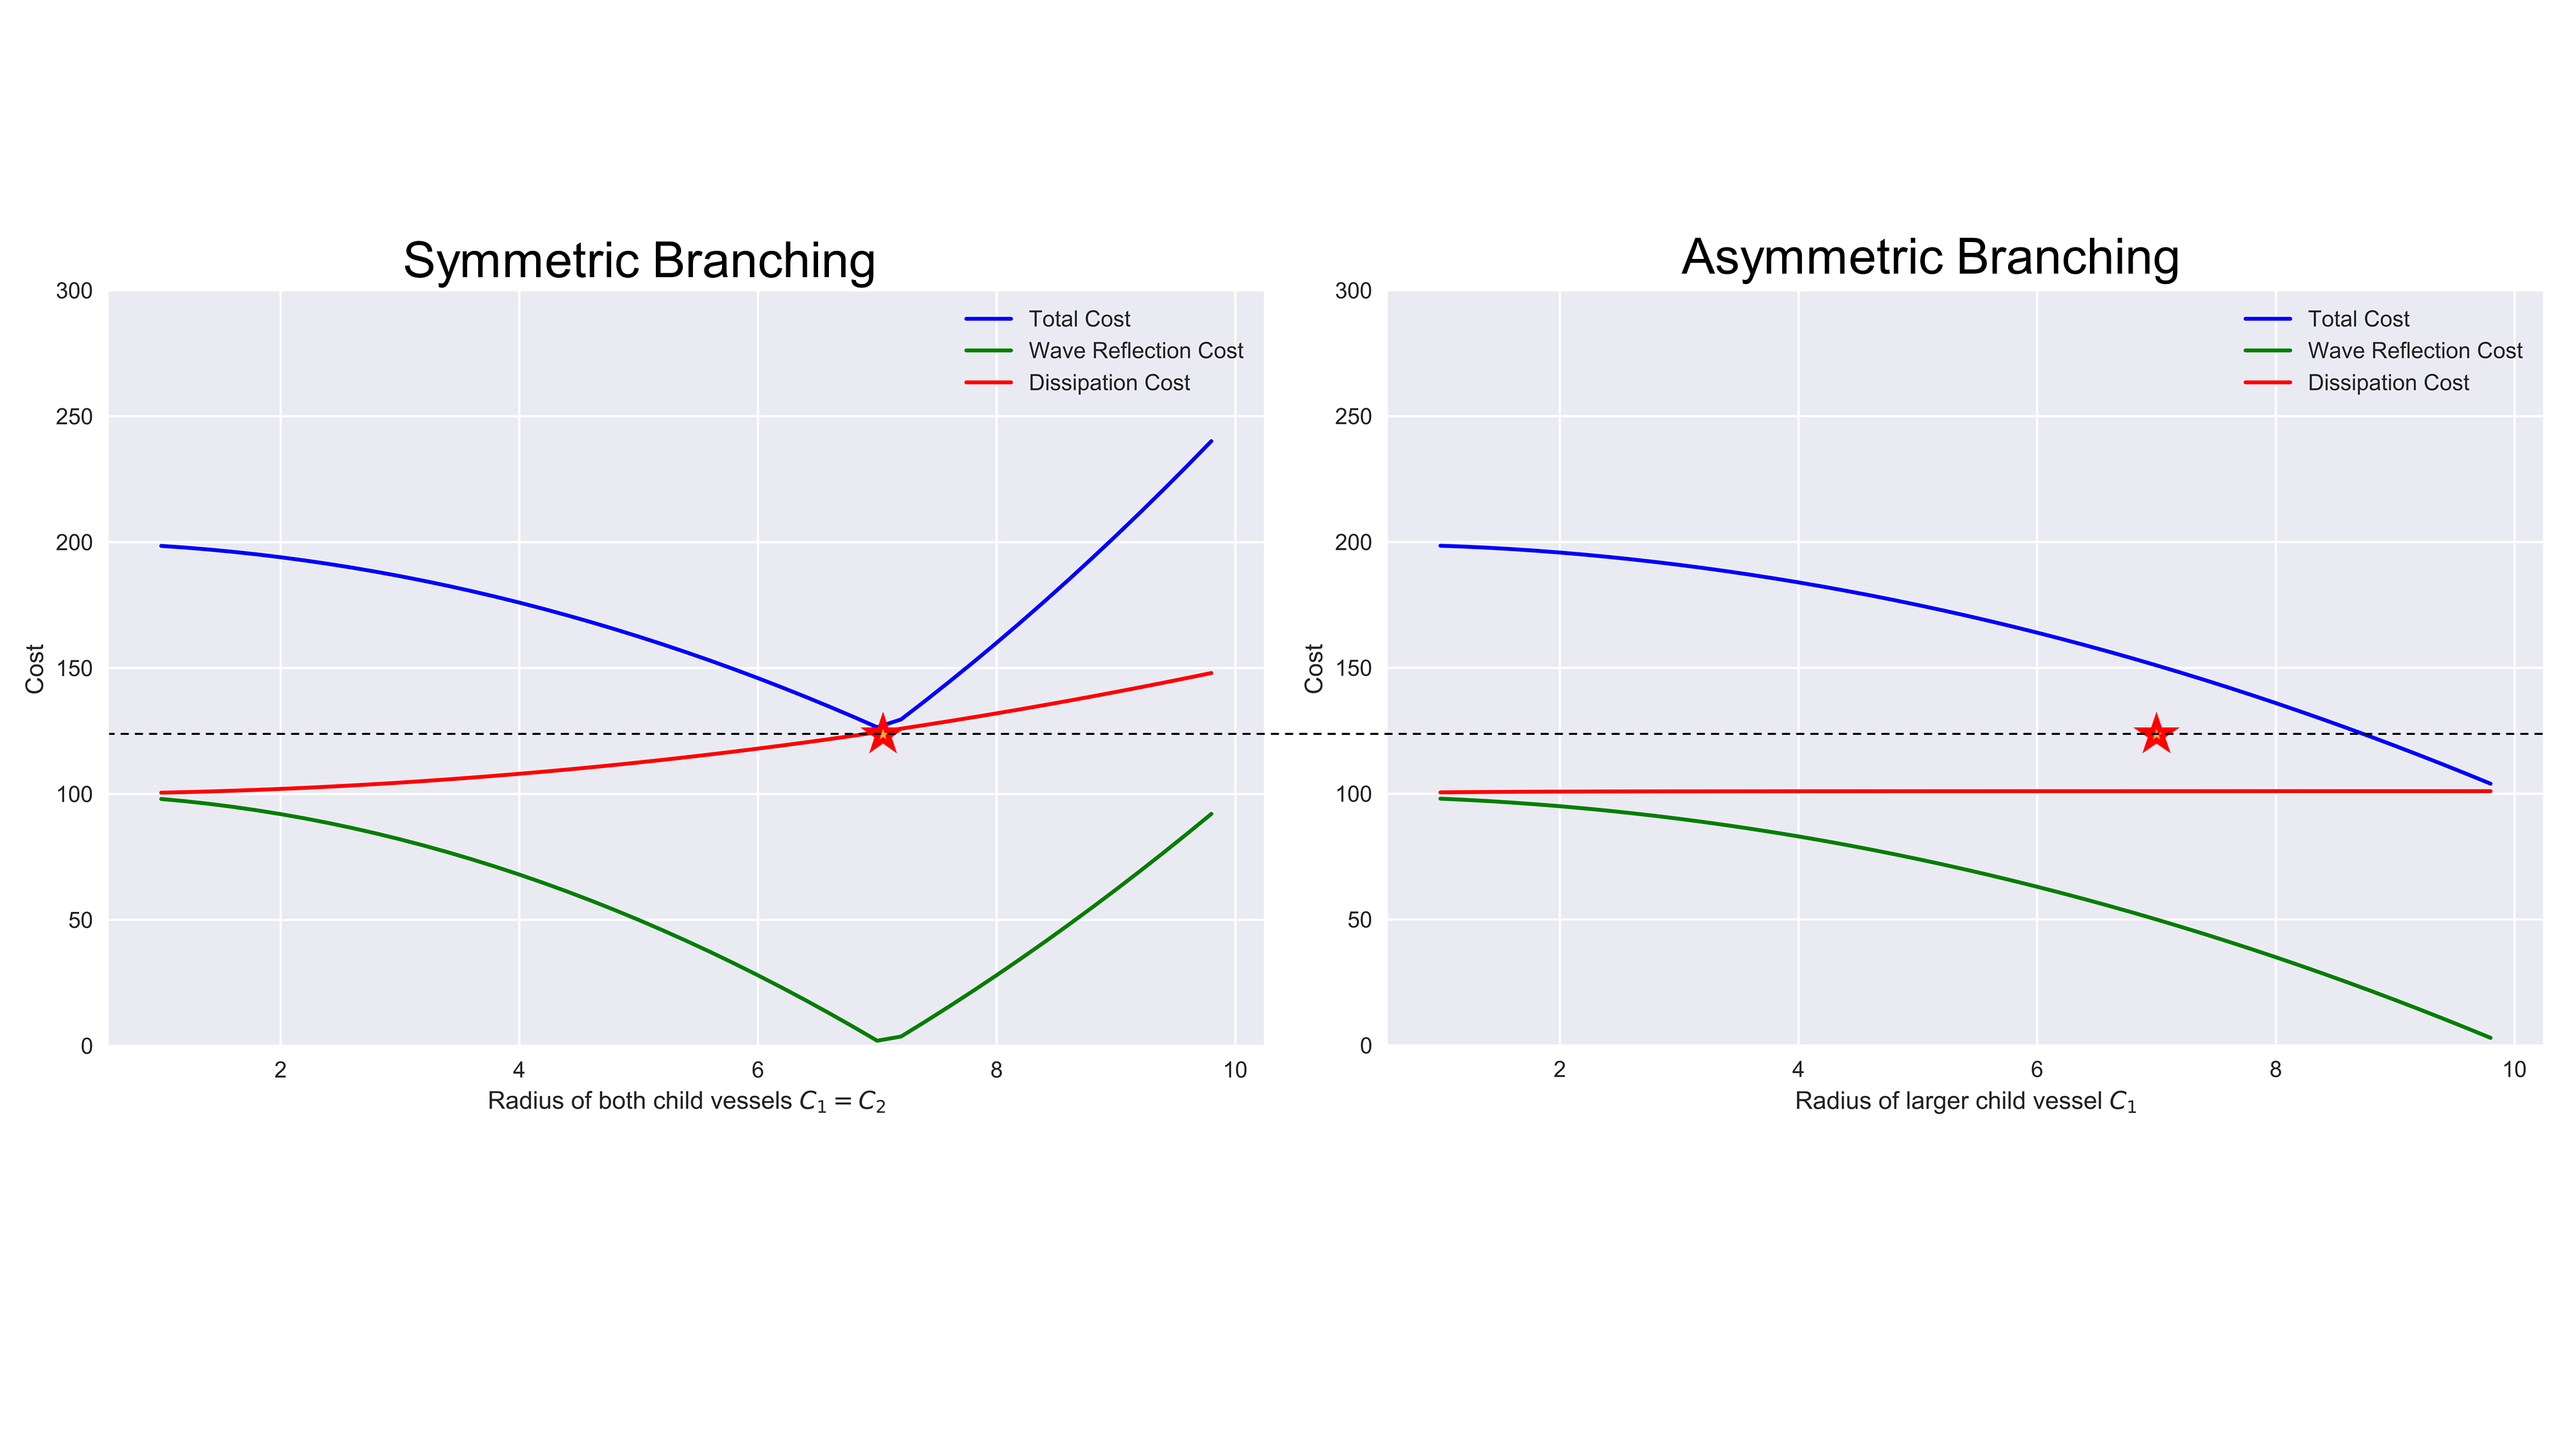 Symmetric Branching
300
250
200
150
100
50
0
Cost
Total Cost
Wave Reflection Cost
Dissipation Cost
2 4 6 8 10
Radius of both child vessels C₁ = C₂
Asymmetric Branching
300
250
200
150
100
50
0
Cost
Total Cost
Wave Reflection Cost
Dissipation Cost
2 4 6 8 10
Radius of larger child vessel C₁